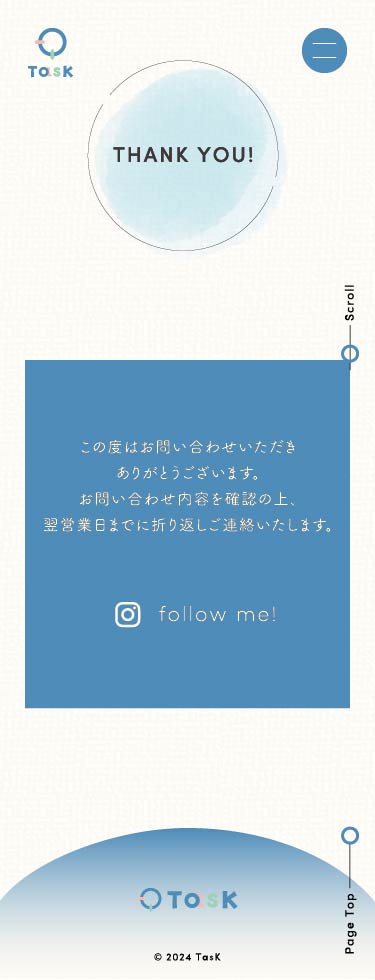 TasK
THANK YOU!
Scroll
この度はお問い合わせいただき
ありがとうございます。
お問い合わせ内容を確認の上、
翌営業日までに折り返しご連絡いたします。
follow me!
TasK
Page Top
© 2024 TasK